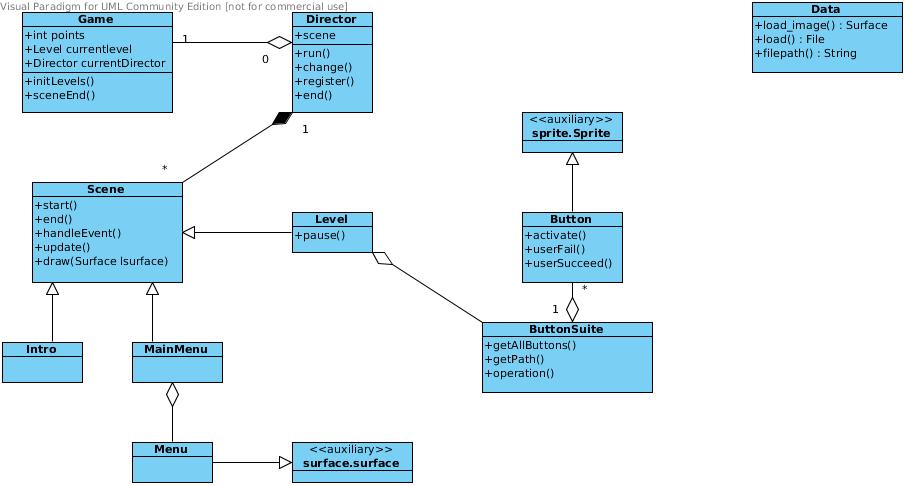 Visual Paradigm for UML Community Edition [not for commercial use]
Game
+int points
+Level currentlevel
+Director currentDirector
+initLevels()
+sceneEnd()
1
0
Director
+scene
+run()
+change()
+register()
+end()
1
*
Data
+load_image() : Surface
+load() : File
+filepath() : String
<<auxiliary>>
sprite.Sprite
Scene
+start()
+end()
+handleEvent()
+update()
+draw(Surface lsurface)
Level
+pause()
Button
+activate()
+userFail()
+userSucceed()
*
1
ButtonSuite
+getAllButtons()
+getPath()
+operation()
Intro
MainMenu
Menu
<<auxiliary>>
surface.surface